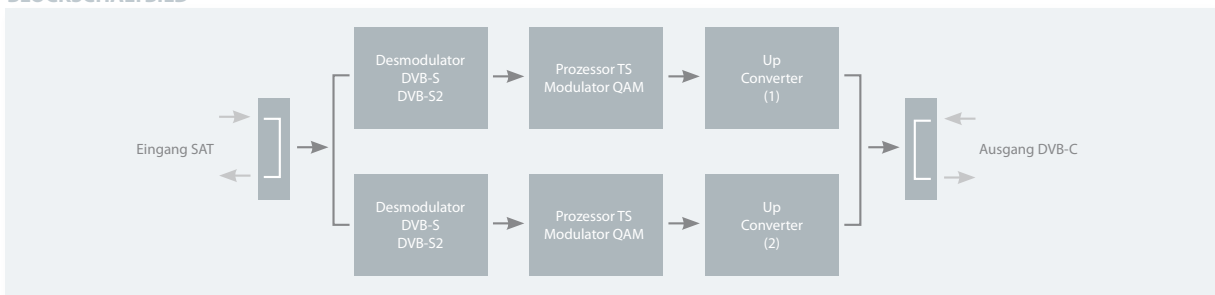 BLOCKSCHALTBILD
Desmodulator
DVB-S
DVB-S2
Prozessor TS
Modulator QAM
Up
Converter
(1)
Eingang SAT
Ausgang DVB-C
Desmodulator
DVB-S
DVB-S2
Prozessor TS
Modulator QAM
Up
Converter
(2)